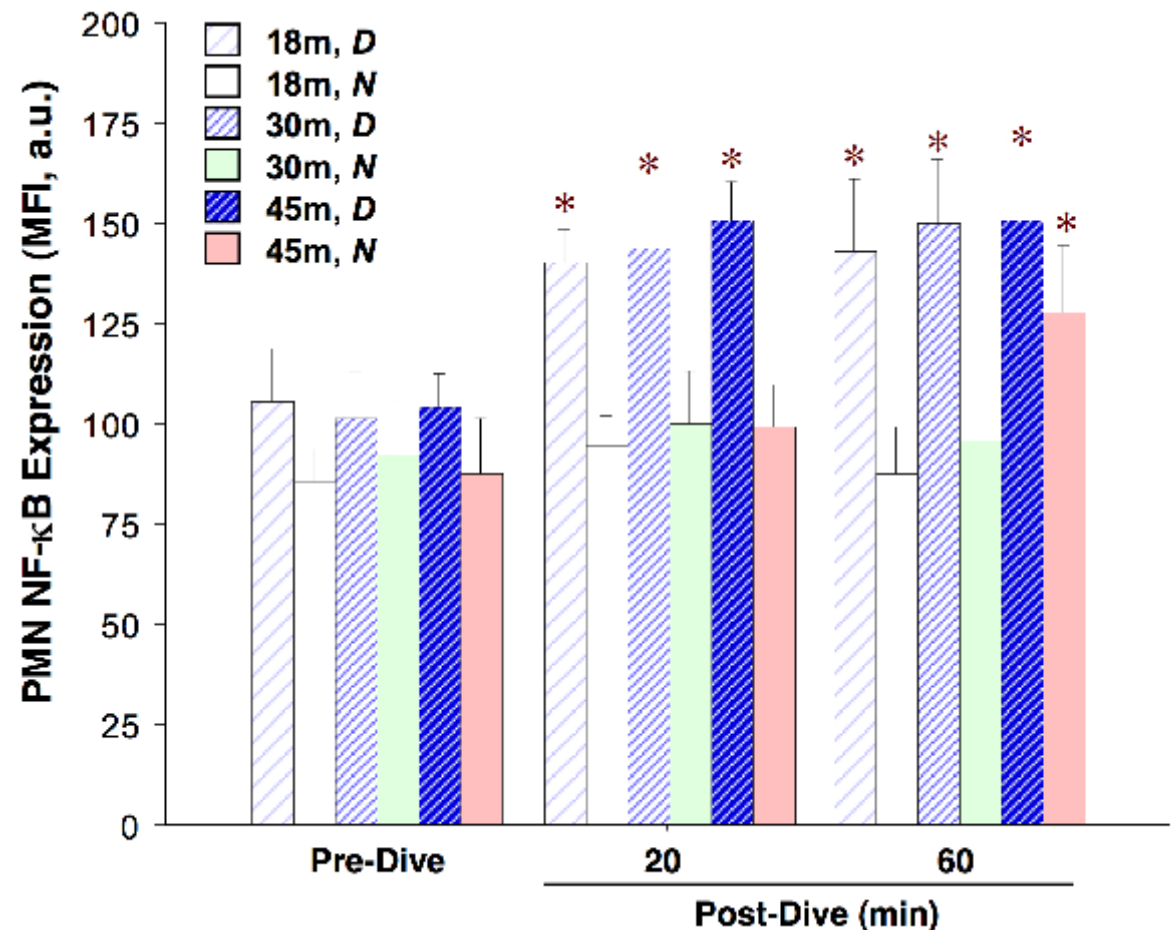 PMN NF-κB Expression (MFI, a.u.)
200
175
150
125
100
75
50
25
0
18m, D
18m, N
30m, D
30m, N
45m, D
45m, N
* * * * * * *
Pre-Dive 20 60
Post-Dive (min)